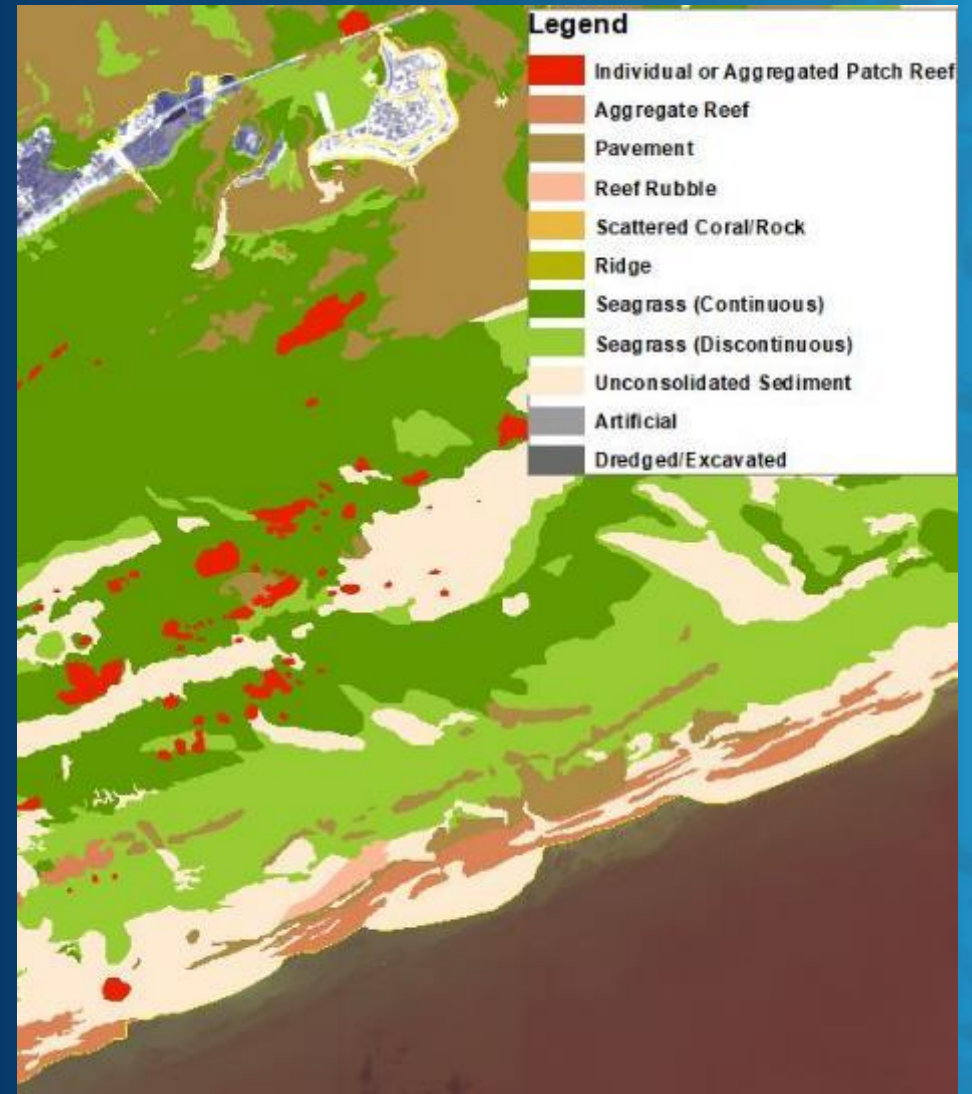 Legend
Individual or Aggregated Patch Reef
Aggregate Reef
Pavement
Reef Rubble
Scattered Coral/Rock
Ridge
Seagrass (Continuous)
Seagrass (Discontinuous)
Unconsolidated Sediment
Artificial
Dredged/Excavated